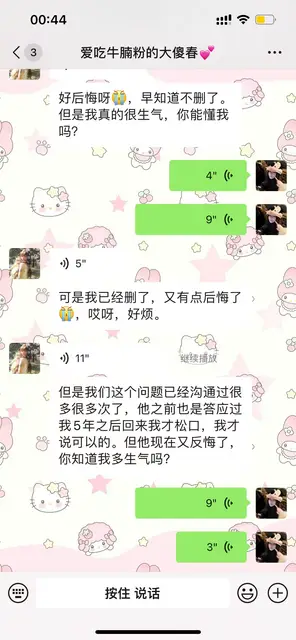 00:44
3
爱吃牛腩粉的大傻春💕
好后悔呀😭，早知道不删了。
但是我真的很生气，你能懂我
吗？
4"
9"
5"
可是我已经删了，又有点后悔了
😭，哎呀，好烦。
11"
继续播放
但是我们这个问题已经沟通过很
多很多次了，他之前也是答应过
我5年之后回来我才松口，我才
说可以的。但他现在又反悔了，
你知道我多生气吗？
9"
3"
按住 说话